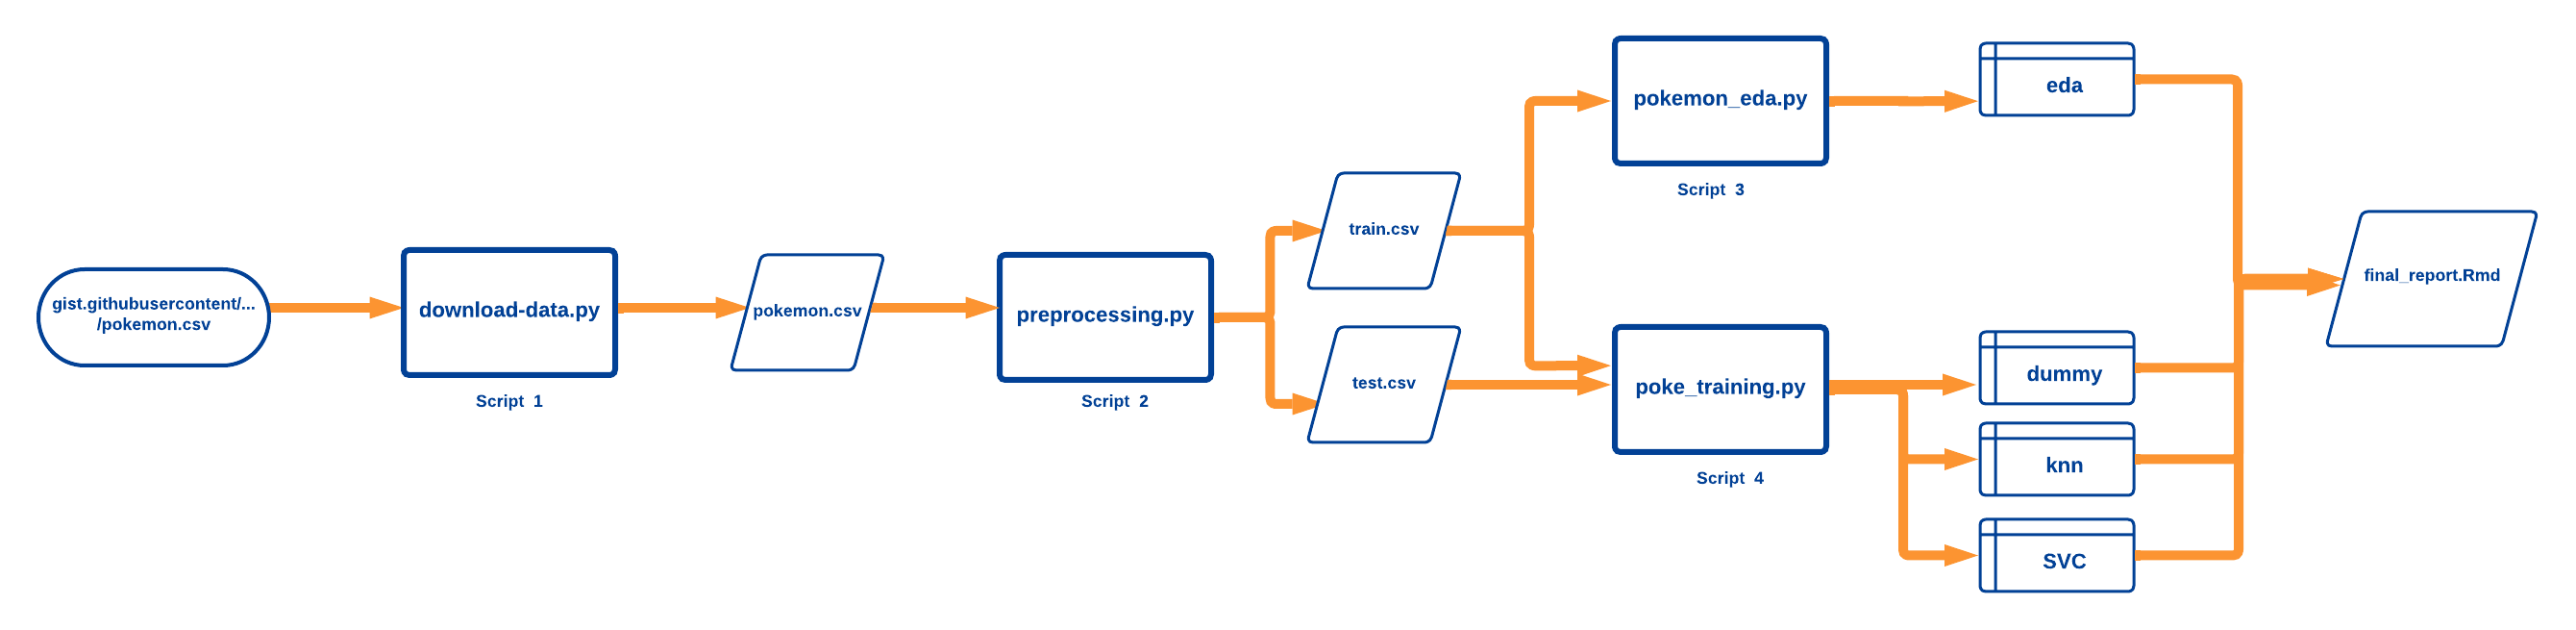 gist.githubusercontent/...
/pokemon.csv
download-data.py
Script 1
pokemon.csv
preprocessing.py
Script 2
train.csv
test.csv
pokemon_eda.py
Script 3
poke_training.py
Script 4
eda
dummy
knn
SVC
final_report.Rmd